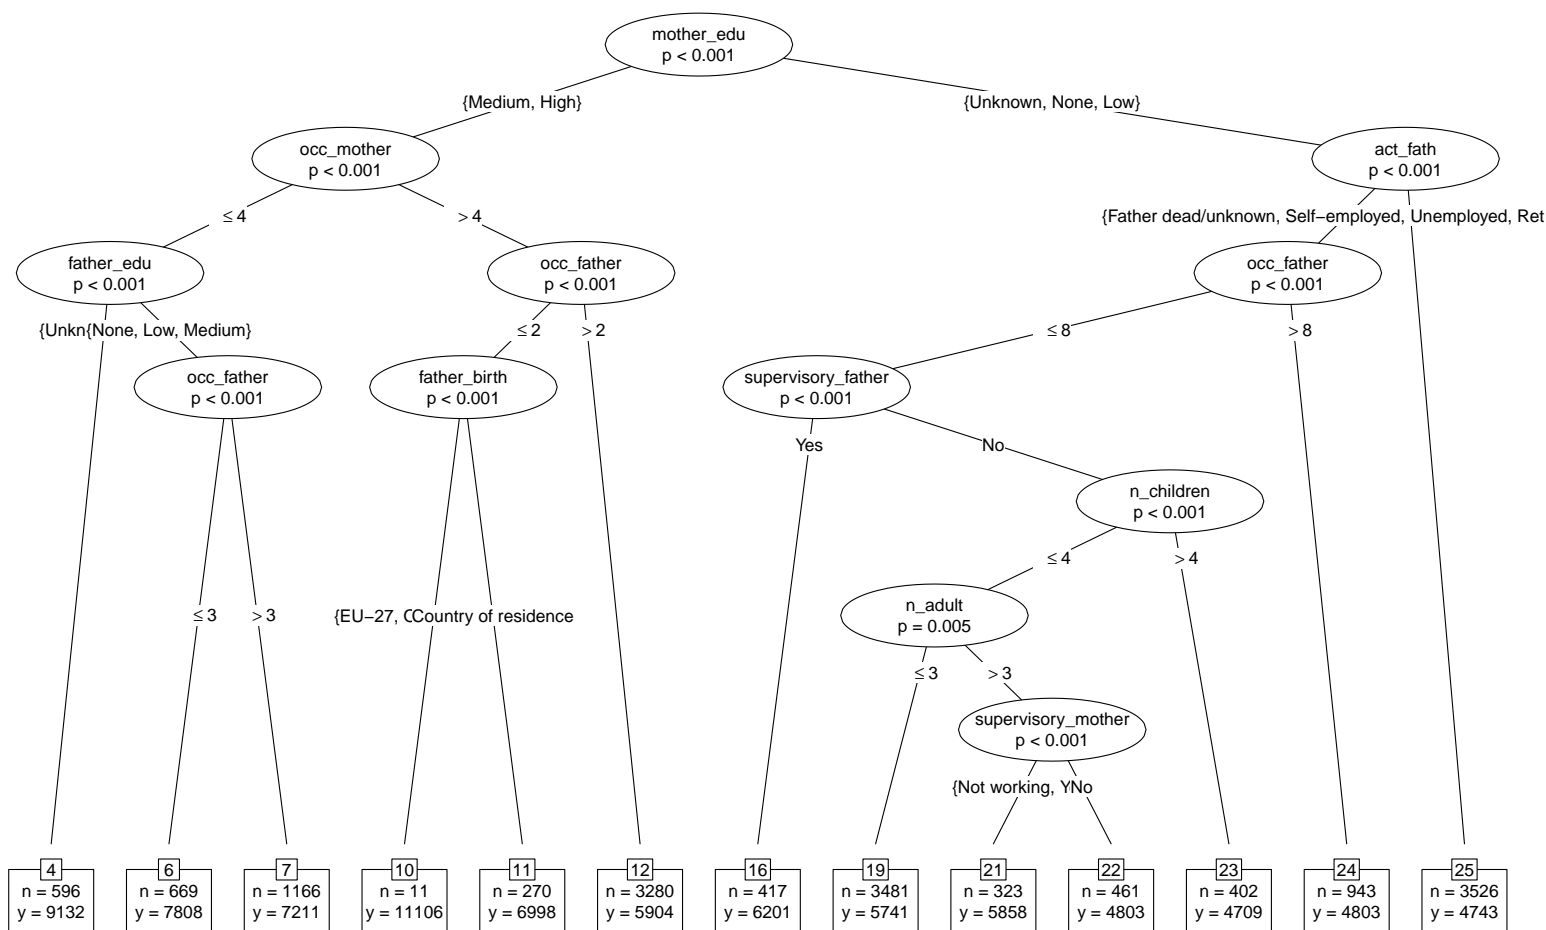 mother_edu
p < 0.001
{Medium, High}
{Unknown, None, Low}
occ_mother
p < 0.001
act_fath
p < 0.001
≤ 4
> 4
{Father dead/unknown, Self−employed, Unemployed, Ret
father_edu
p < 0.001
occ_father
p < 0.001
occ_father
p < 0.001
{Unkn{None, Low, Medium}
≤ 2
> 2
≤ 8
> 8
occ_father
p < 0.001
father_birth
p < 0.001
supervisory_father
p < 0.001
Yes
No
n_children
p < 0.001
≤ 4
> 4
≤ 3
> 3
{EU−27, Country of residence
n_adult
p = 0.005
≤ 3
> 3
supervisory_mother
p < 0.001
{Not working, YNo
4
n = 596
y = 9132
6
n = 669
y = 7808
7
n = 1166
y = 7211
10
n = 11
y = 11106
11
n = 270
y = 6998
12
n = 3280
y = 5904
16
n = 417
y = 6201
19
n = 3481
y = 5741
21
n = 323
y = 5858
22
n = 461
y = 4803
23
n = 402
y = 4709
24
n = 943
y = 4803
25
n = 3526
y = 4743